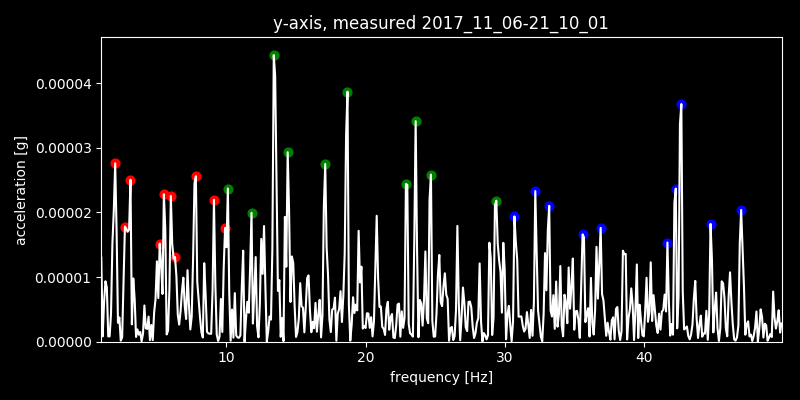 y-axis, measured 2017_11_06-21_10_01
0.00004
0.00003
0.00002
0.00001
0.00000
acceleration [g]
10 20 30 40
frequency [Hz]